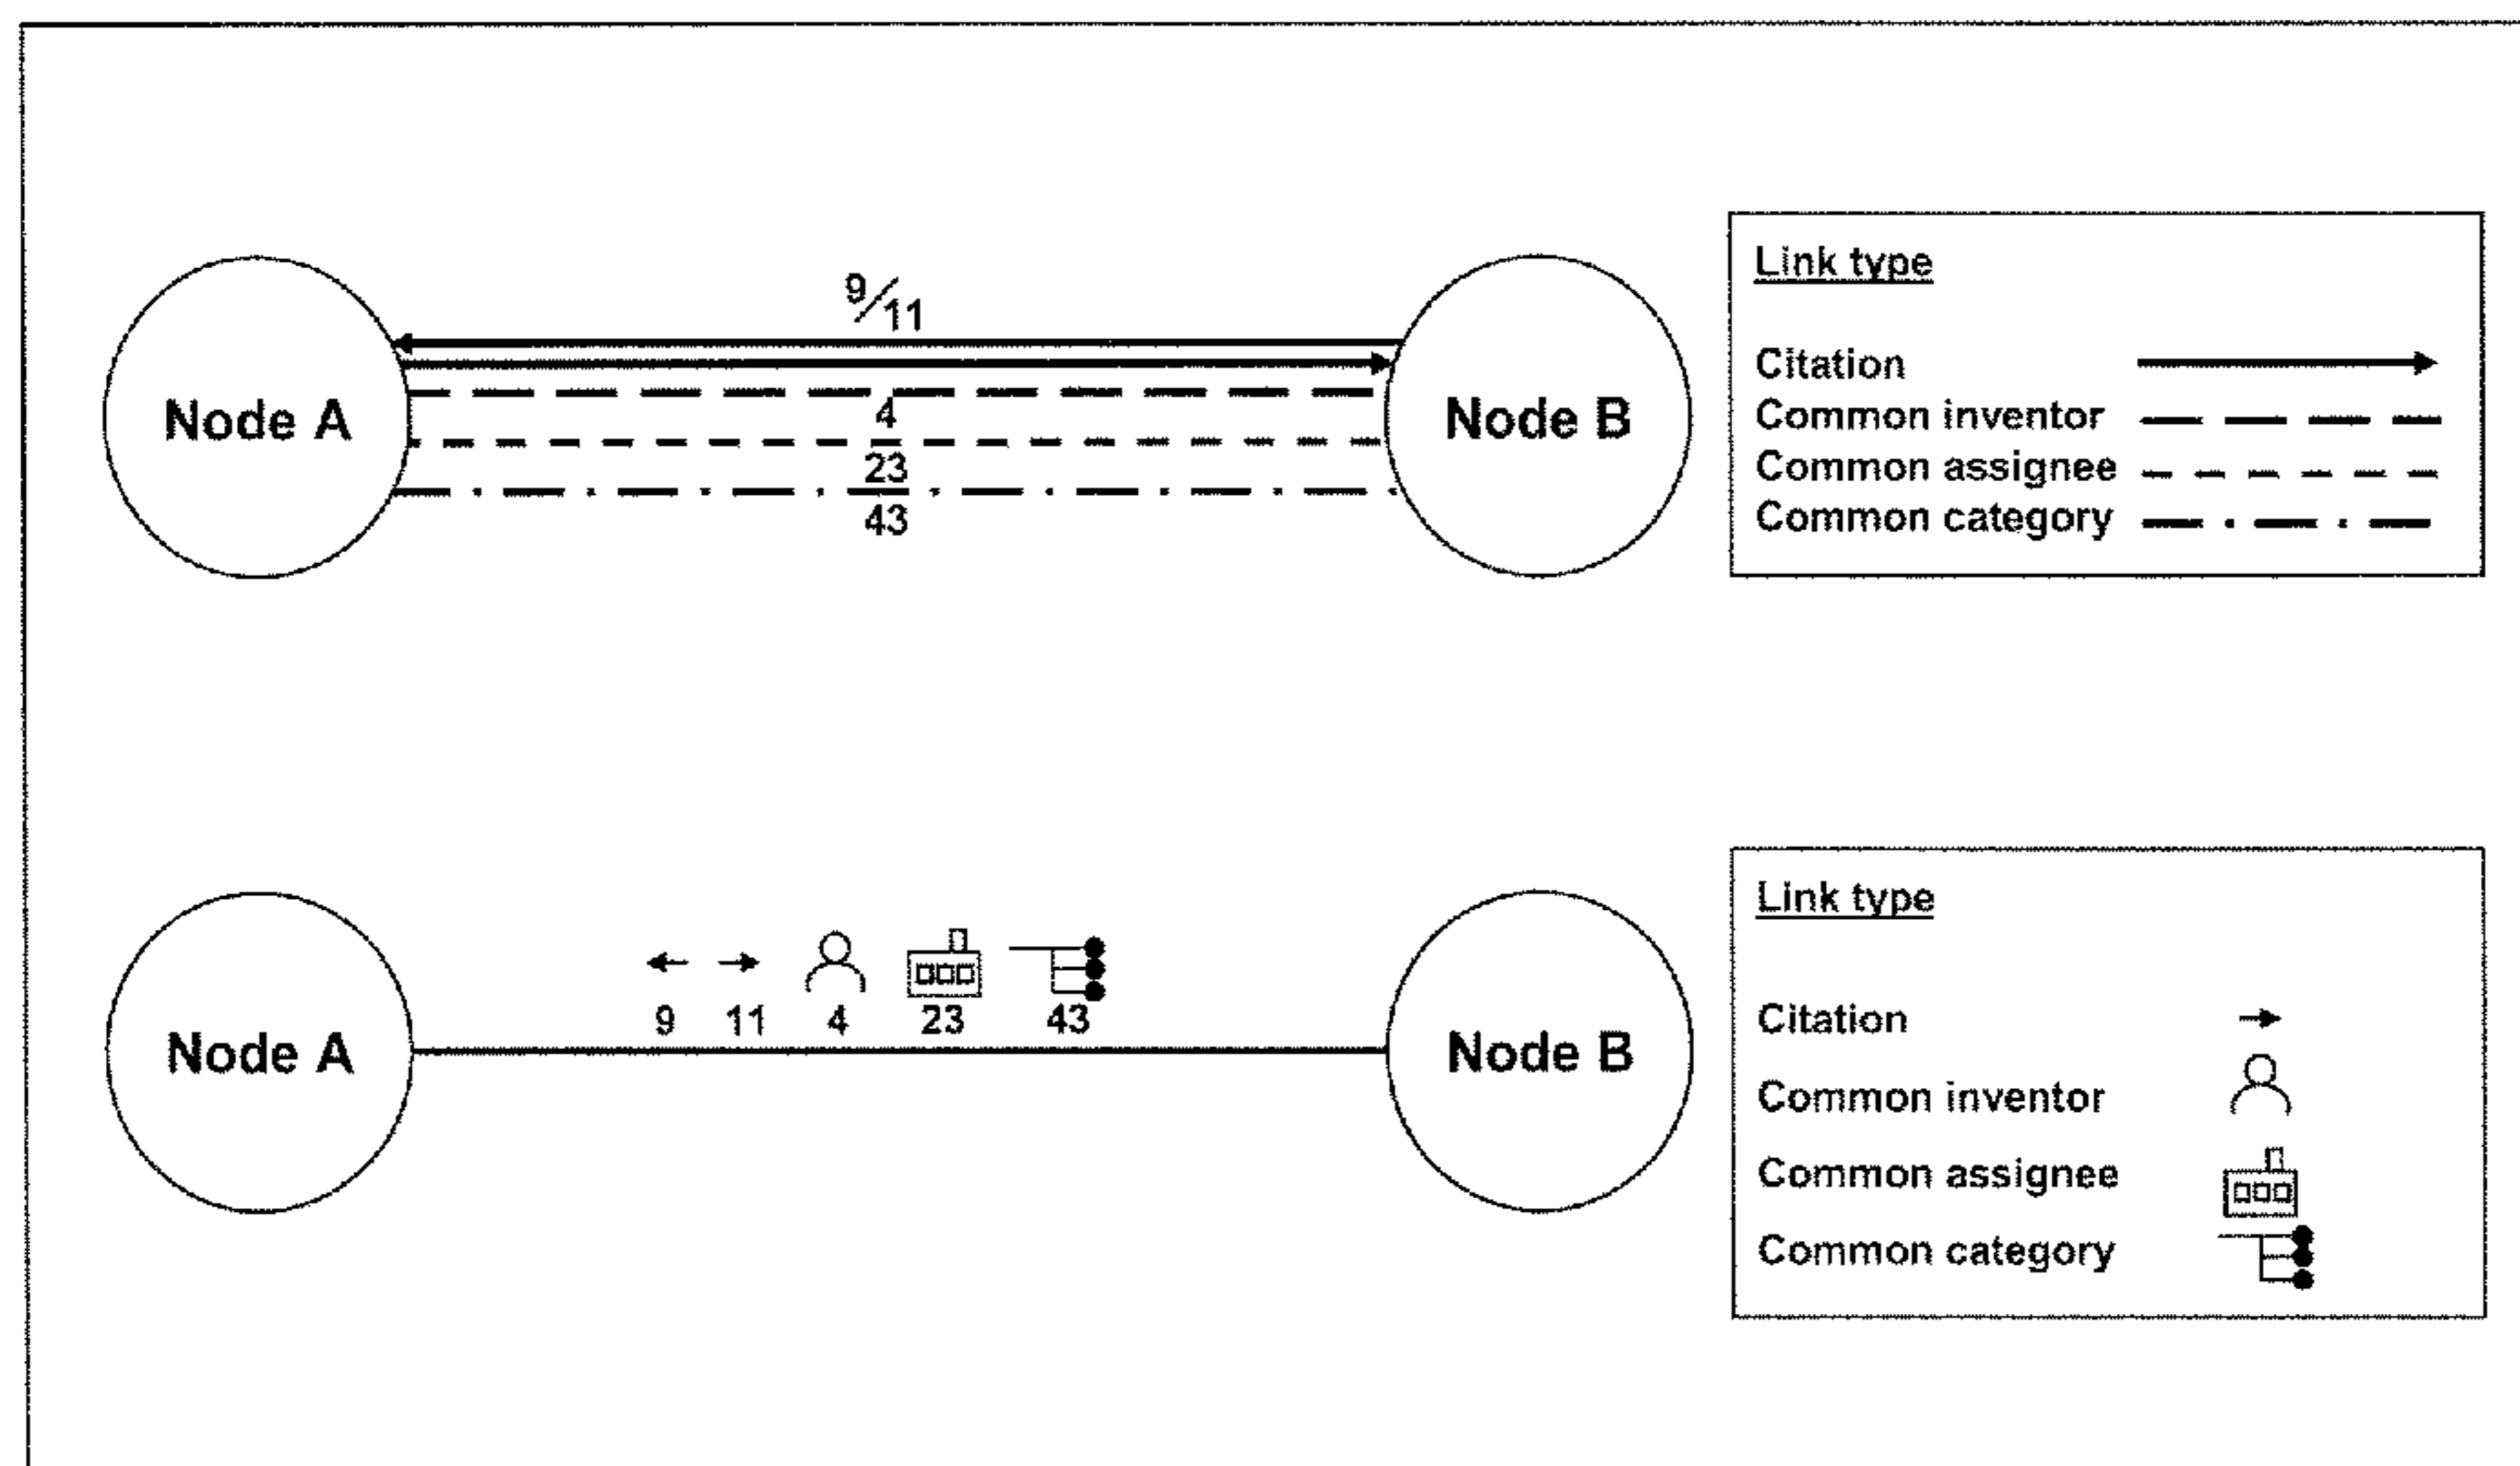 9/11
Node A
4
23
43
Node B
Link type
Citation
Common inventor
Common assignee
Common category
Node A
9 11 4 23 43
Node B
Link type
Citation
Common inventor
Common assignee
Common category